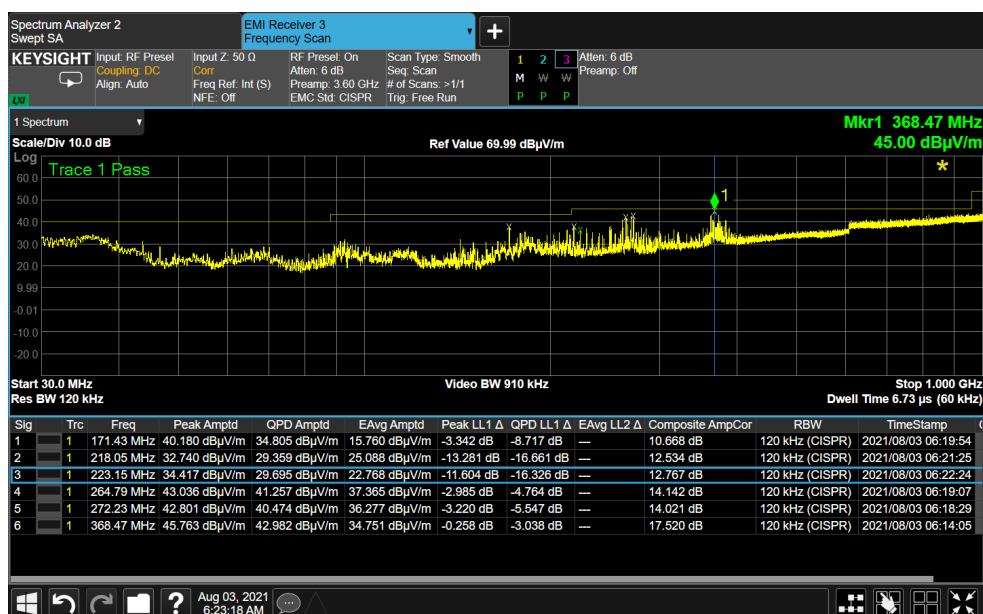 Spectrum Analyzer 2
Swept SA
EMI Receiver 3
Frequency Scan
KEYSIGHT
LXI
Input: RF Presel
Coupling: DC
Align: Auto
Input Z: 50 Ω
Corr
Freq Ref: Int (S)
NFE: Off
RF Presel: On
Atten: 6 dB
Preamp: 3.60 GHz
EMC Std: CISPR
Scan Type: Smooth
Seq: Scan
# of Scans: >1/1
Trig: Free Run
1 2 3
M W W
P P P
Atten: 6 dB
Preamp: Off
1 Spectrum
Mkr1 368.47 MHz
Scale/Div 10.0 dB Ref Value 69.99 dBµV/m 45.00 dBµV/m
Log
Trace 1 Pass
*
1
60.0
50.0
40.0
30.0
20.0
9.99
-0.01
-10.0
-20.0
Start 30.0 MHz Video BW 910 kHz Stop 1.000 GHz
Res BW 120 kHz Dwell Time 6.73 µs (60 kHz)
Sig Trc Freq Peak Amptd QPD Amptd EAvg Amptd Peak LL1 Δ QPD LL1 Δ EAvg LL2 Δ Composite AmpCor RBW TimeStamp
1 1 171.43 MHz 40.180 dBµV/m 34.805 dBµV/m 15.760 dBµV/m -3.342 dB -8.717 dB --- 10.668 dB 120 kHz (CISPR) 2021/08/03 06:19:54
2 1 218.05 MHz 32.740 dBµV/m 29.359 dBµV/m 25.088 dBµV/m -13.281 dB -16.661 dB --- 12.534 dB 120 kHz (CISPR) 2021/08/03 06:21:25
3 1 223.15 MHz 34.417 dBµV/m 29.695 dBµV/m 22.768 dBµV/m -11.604 dB -16.326 dB --- 12.767 dB 120 kHz (CISPR) 2021/08/03 06:22:24
4 1 264.79 MHz 43.036 dBµV/m 41.257 dBµV/m 37.365 dBµV/m -2.985 dB -4.764 dB --- 14.142 dB 120 kHz (CISPR) 2021/08/03 06:19:07
5 1 272.23 MHz 42.801 dBµV/m 40.474 dBµV/m 36.277 dBµV/m -3.220 dB -5.547 dB --- 14.021 dB 120 kHz (CISPR) 2021/08/03 06:18:29
6 1 368.47 MHz 45.763 dBµV/m 42.982 dBµV/m 34.751 dBµV/m -0.258 dB -3.038 dB --- 17.520 dB 120 kHz (CISPR) 2021/08/03 06:14:05
?
Aug 03, 2021
6:23:18 AM